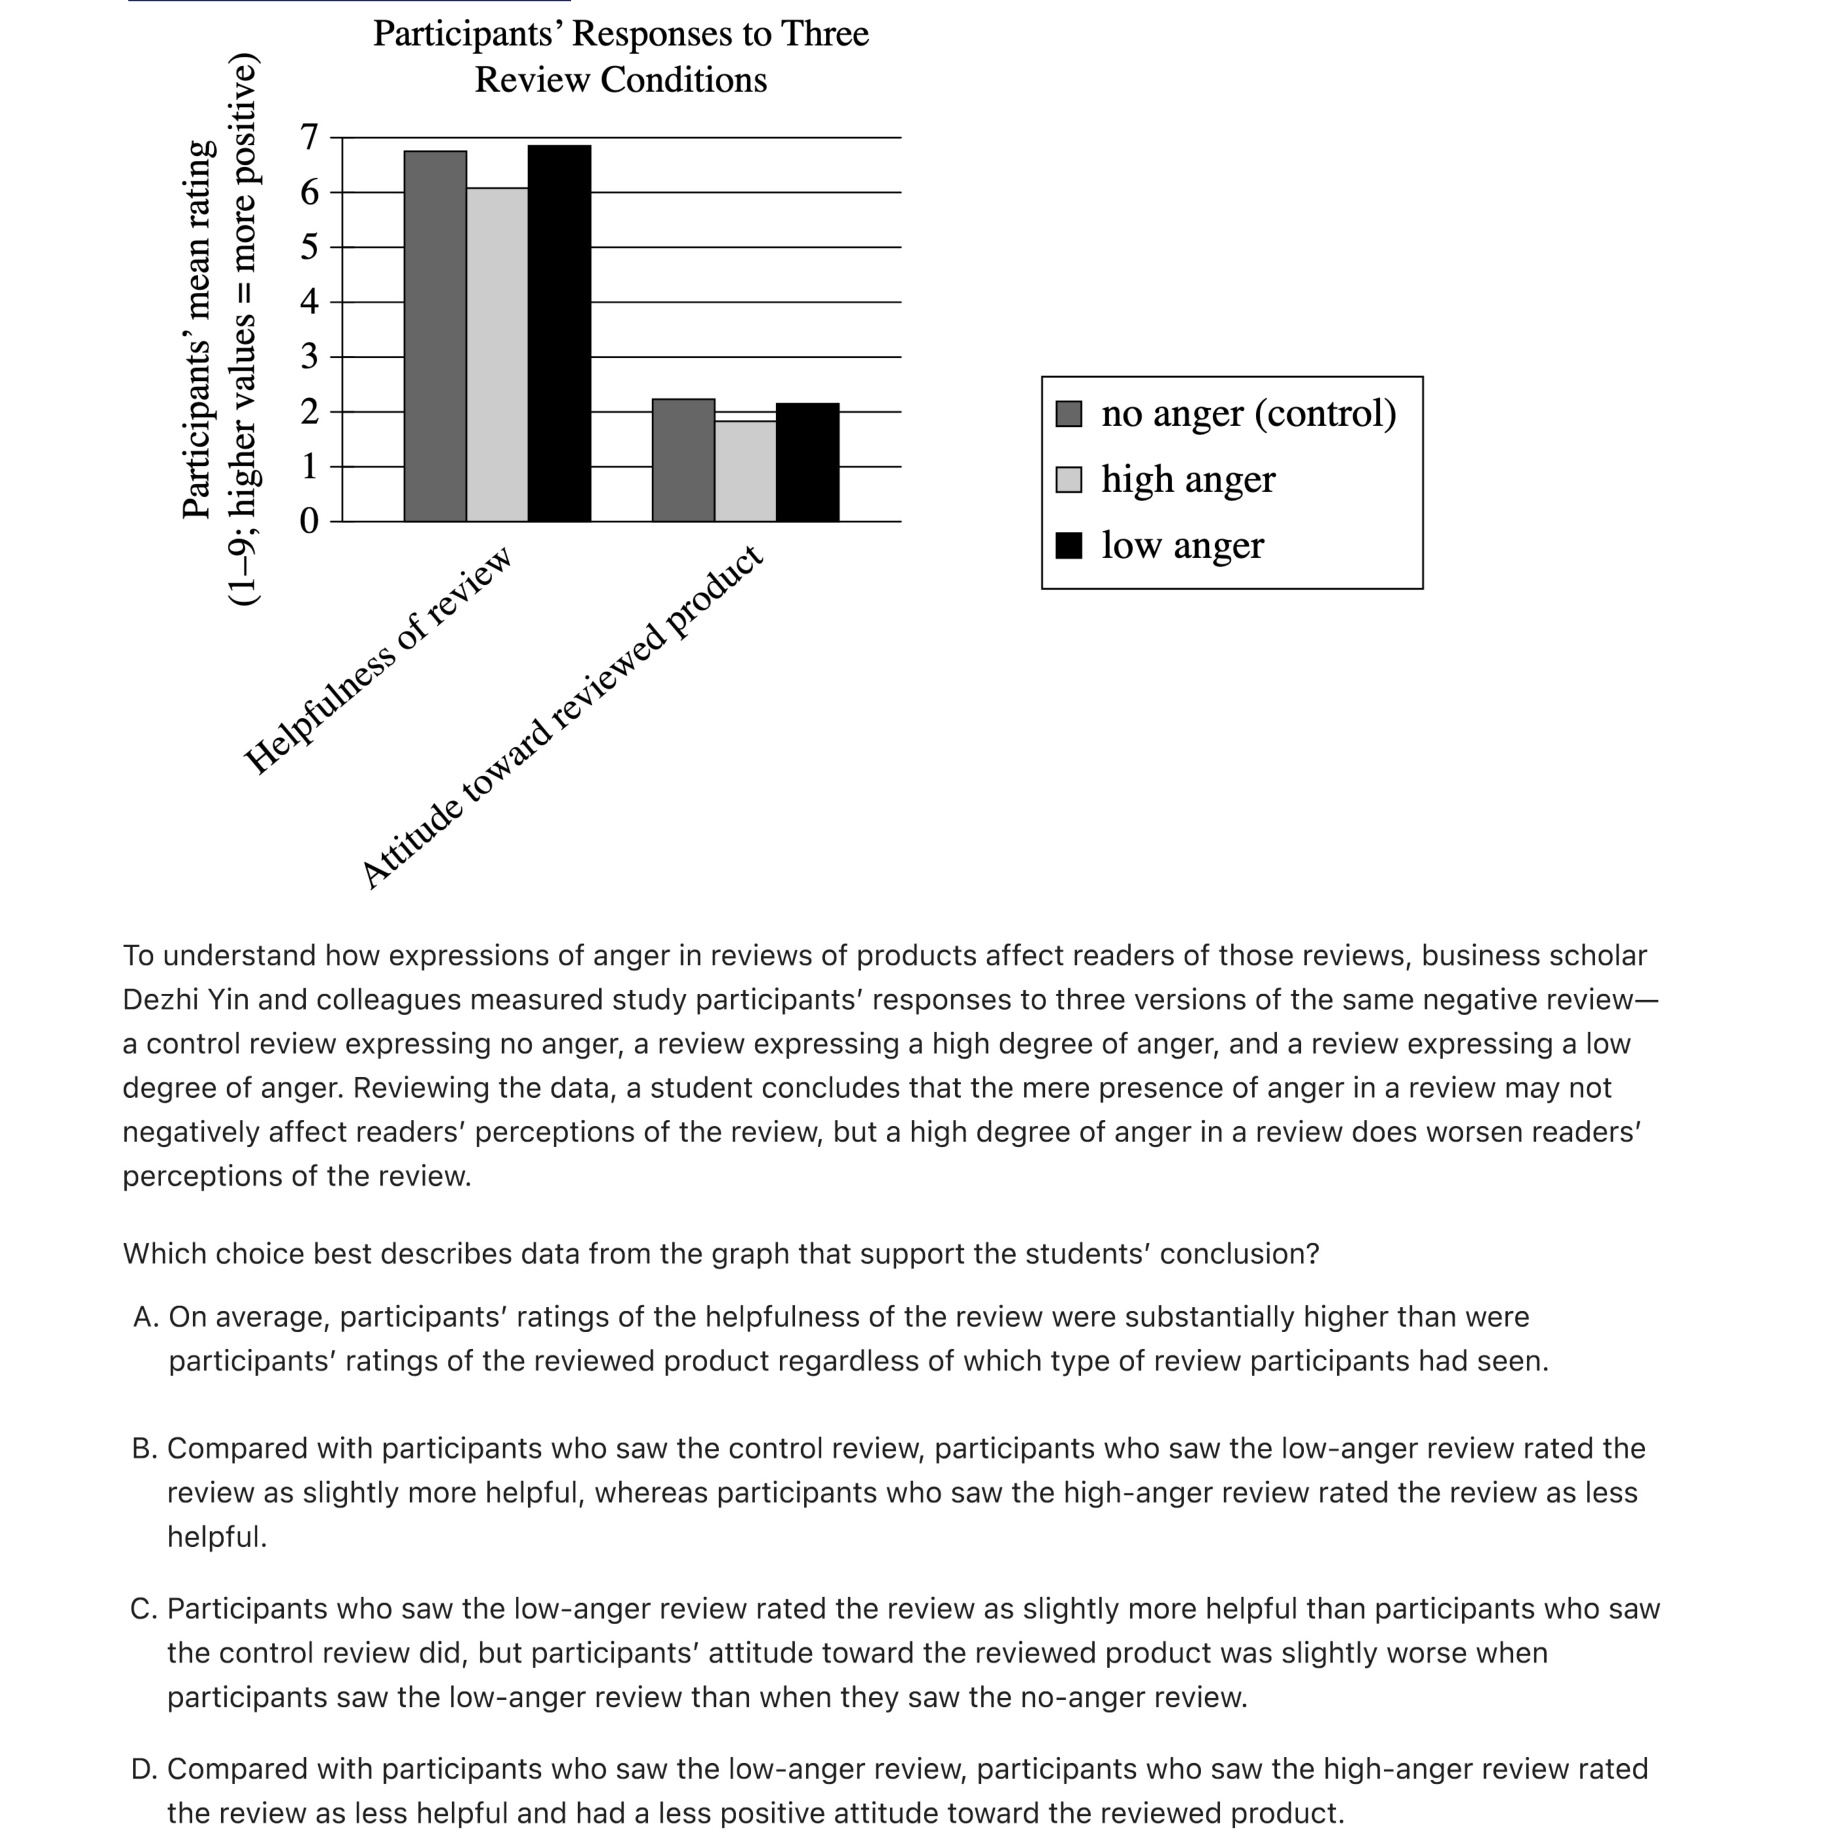 Participants’ Responses to Three
Review Conditions
Participants’ mean rating
(1–9; higher values = more positive)
7
6
5
4
3
2
1
0
Helpfulness of review
Attitude toward reviewed product
no anger (control)
high anger
low anger
To understand how expressions of anger in reviews of products affect readers of those reviews, business scholar
Dezhi Yin and colleagues measured study participants’ responses to three versions of the same negative review—
a control review expressing no anger, a review expressing a high degree of anger, and a review expressing a low
degree of anger. Reviewing the data, a student concludes that the mere presence of anger in a review may not
negatively affect readers’ perceptions of the review, but a high degree of anger in a review does worsen readers’
perceptions of the review.
Which choice best describes data from the graph that support the students’ conclusion?
A. On average, participants’ ratings of the helpfulness of the review were substantially higher than were
participants’ ratings of the reviewed product regardless of which type of review participants had seen.
B. Compared with participants who saw the control review, participants who saw the low-anger review rated the
review as slightly more helpful, whereas participants who saw the high-anger review rated the review as less
helpful.
C. Participants who saw the low-anger review rated the review as slightly more helpful than participants who saw
the control review did, but participants’ attitude toward the reviewed product was slightly worse when
participants saw the low-anger review than when they saw the no-anger review.
D. Compared with participants who saw the low-anger review, participants who saw the high-anger review rated
the review as less helpful and had a less positive attitude toward the reviewed product.